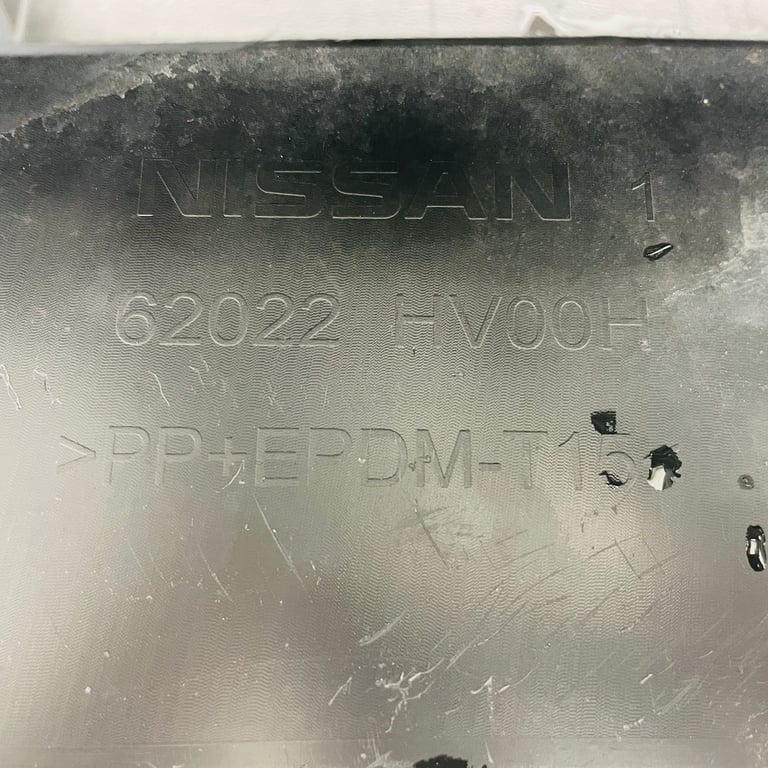 NISSAN 1
62022 HV00H
>PP+EPDM-T15